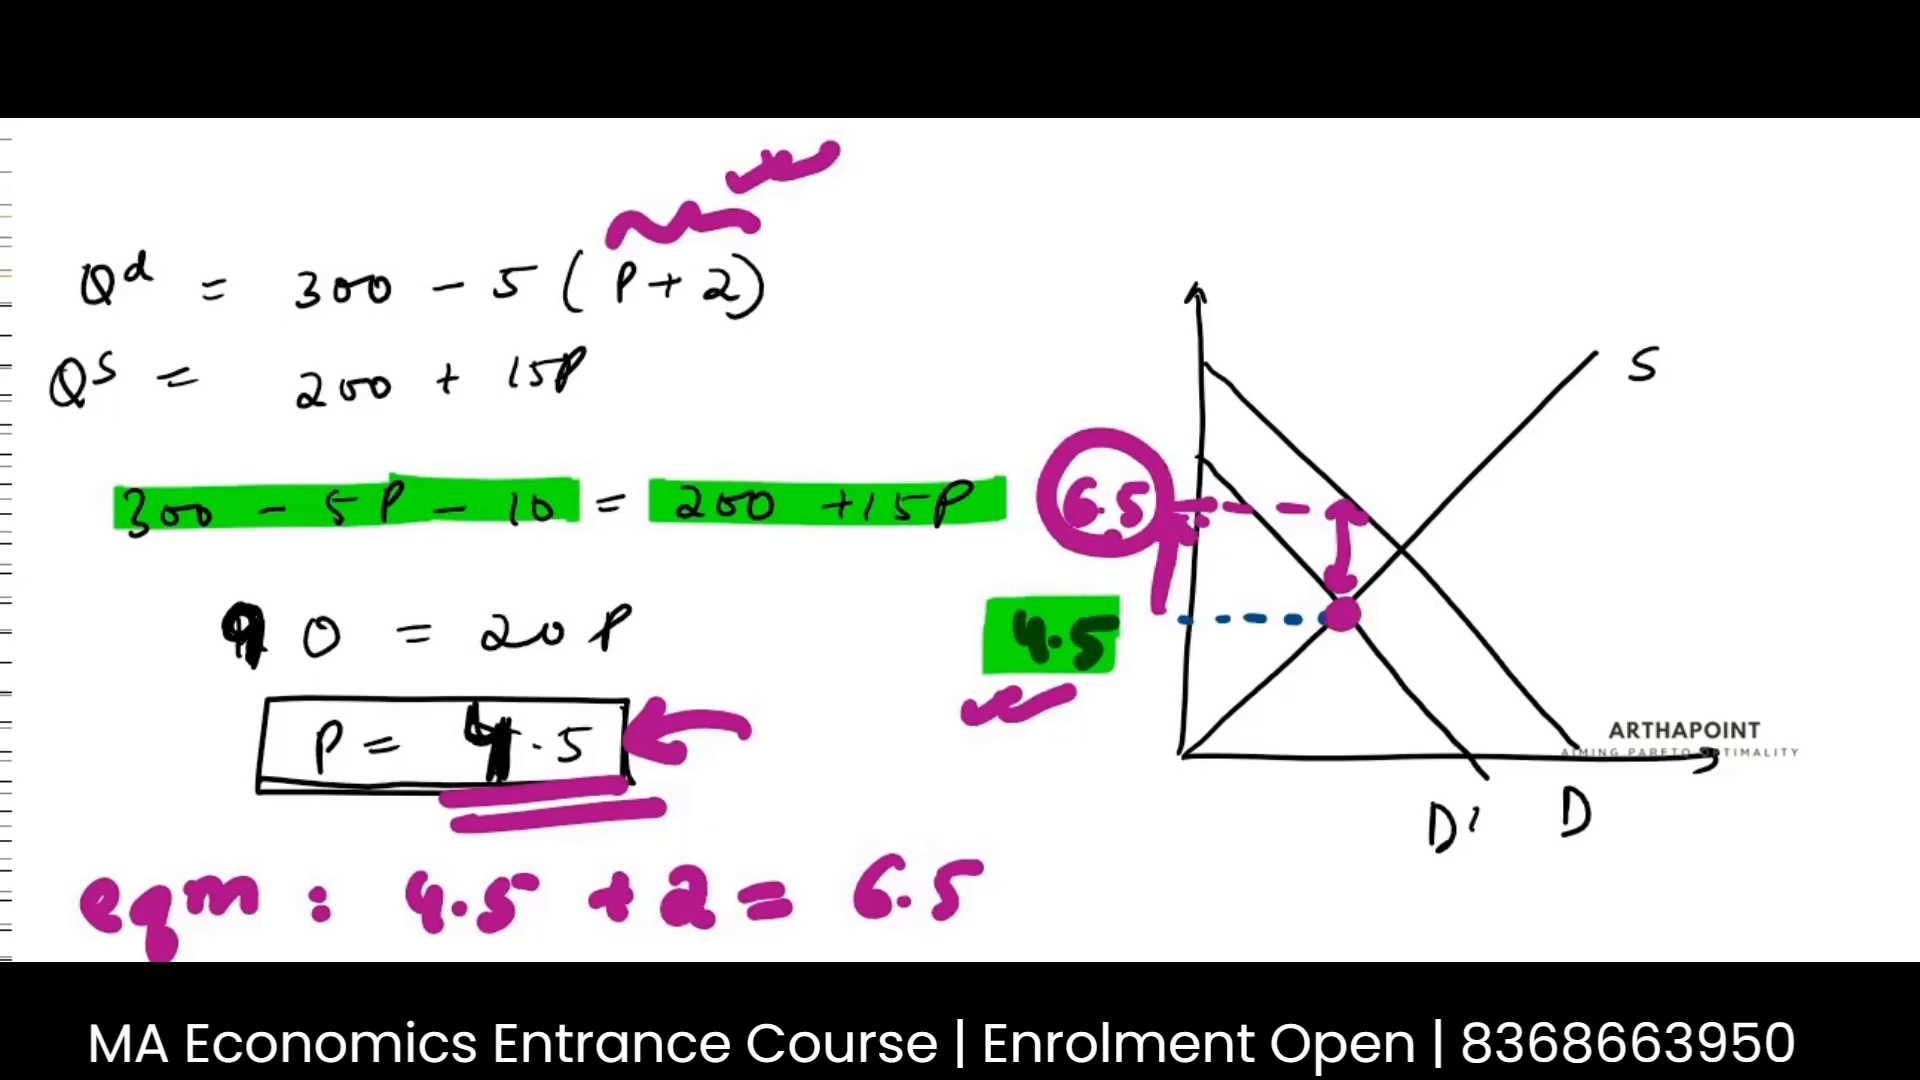 Qd = 300 - 5 (P + 2)
QS = 200 + 15P
300 - 5P - 10 = 200 + 15P
90 = 20P
P = 4.5
eqm : 4.5 + 2 = 6.5
6.5
4.5
S
D' D
ARTHAPOINT
AIMING PARETO OPTIMALITY
MA Economics Entrance Course | Enrolment Open | 8368663950